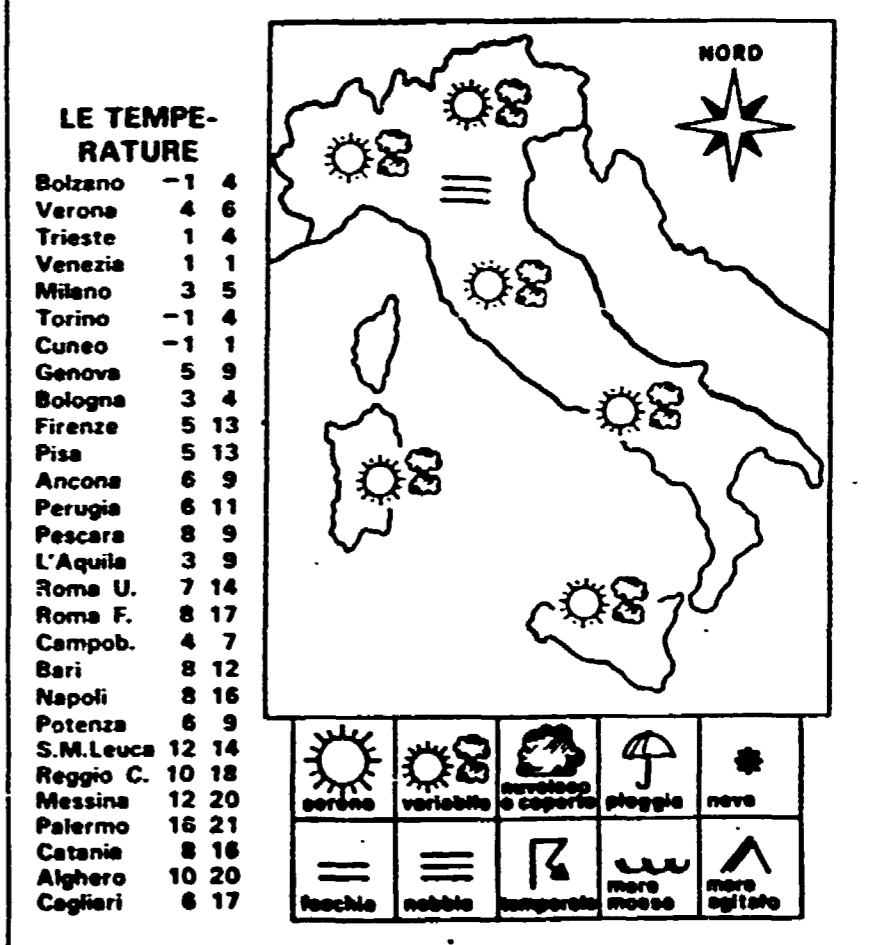 LE TEMPE-
RATURE
Bolzano −1 4
Verona 4 6
Trieste 1 4
Venezia 1 1
Milano 3 5
Torino −1 4
Cuneo −1 1
Genova 5 9
Bologna 3 4
Firenze 5 13
Pisa 5 13
Ancona 6 9
Perugia 6 11
Pescara 8 9
L'Aquila 3 9
Roma U. 7 14
Roma F. 8 17
Campob. 4 7
Bari 8 12
Napoli 8 16
Potenza 6 9
S.M.Leuca 12 14
Reggio C. 10 18
Messina 12 20
Palermo 16 21
Catania 8 16
Alghero 10 20
Cagliari 6 17
NORD
sereno
variabile
nuvoloso
o coperto
pioggia
neve
foschia
nebbia
temporale
mare
mosso
mare
agitato